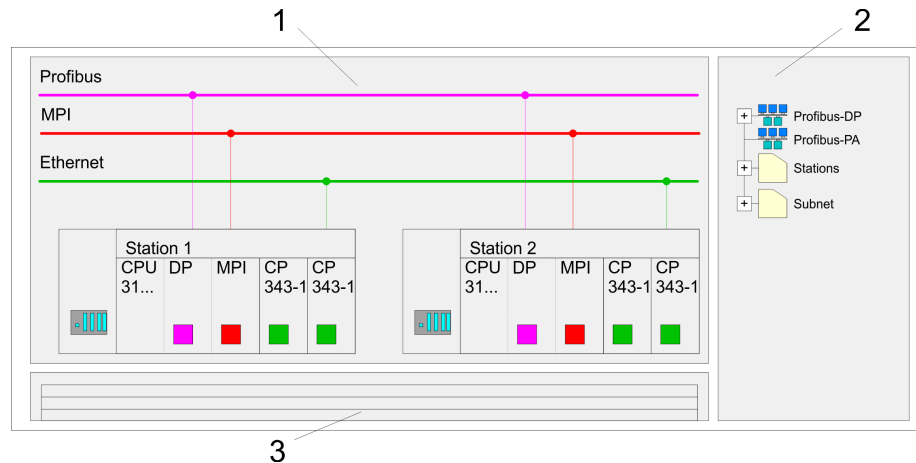 1
2
Profibus
MPI
Ethernet
Profibus-DP
Profibus-PA
Stations
Subnet
Station 1
CPU 31...
DP
MPI
CP 343-1
CP 343-1
Station 2
CPU 31...
DP
MPI
CP 343-1
CP 343-1
3